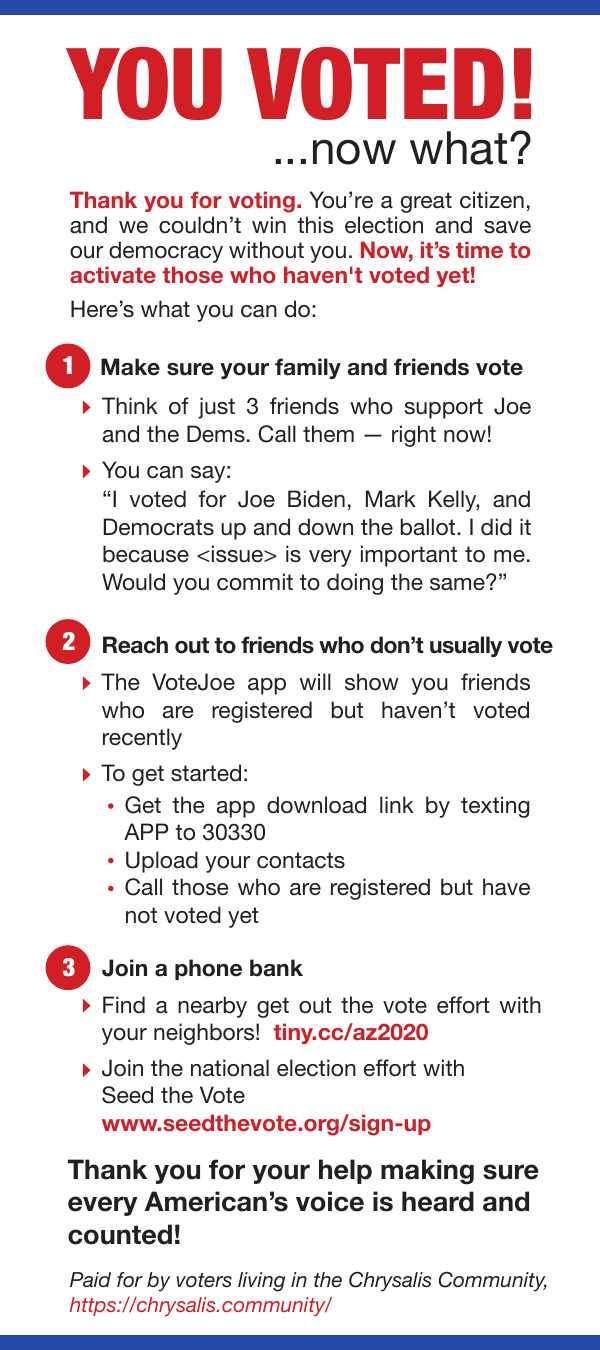 YOU VOTED!
...now what?
Thank you for voting. You're a great citizen,
and we couldn't win this election and save
our democracy without you. Now, it's time to
activate those who haven't voted yet!
Here's what you can do:
1 Make sure your family and friends vote
Think of just 3 friends who support Joe
and the Dems. Call them — right now!
You can say:
“I voted for Joe Biden, Mark Kelly, and
Democrats up and down the ballot. I did it
because <issue> is very important to me.
Would you commit to doing the same?”
2 Reach out to friends who don't usually vote
The VoteJoe app will show you friends
who are registered but haven't voted
recently
To get started:
• Get the app download link by texting
APP to 30330
• Upload your contacts
• Call those who are registered but have
not voted yet
3 Join a phone bank
Find a nearby get out the vote effort with
your neighbors! tiny.cc/az2020
Join the national election effort with
Seed the Vote
www.seedthevote.org/sign-up
Thank you for your help making sure
every American's voice is heard and
counted!
Paid for by voters living in the Chrysalis Community,
https://chrysalis.community/